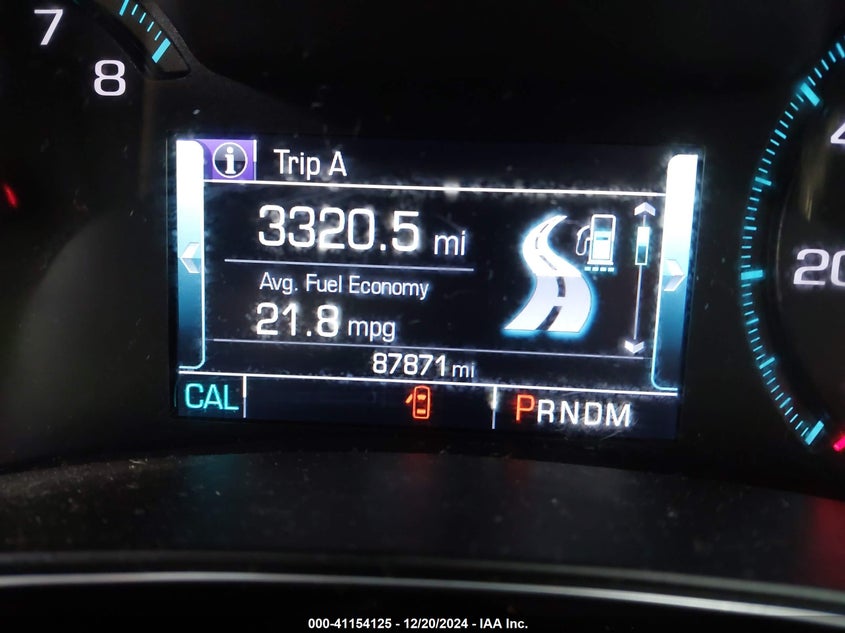 7
8
Trip A
3320.5 mi
Avg. Fuel Economy
21.8 mpg
87871 mi
CAL
PRNDM
20
000-41154125 - 12/20/2024 - IAA Inc.